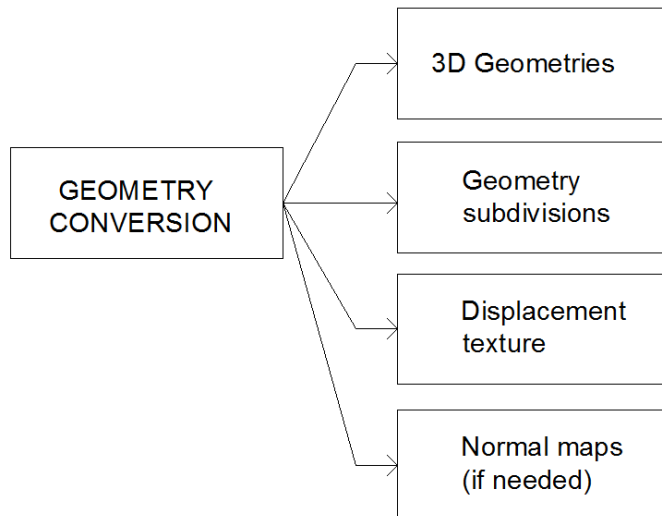 GEOMETRY
CONVERSION
3D Geometries
Geometry
subdivisions
Displacement
texture
Normal maps
(if needed)